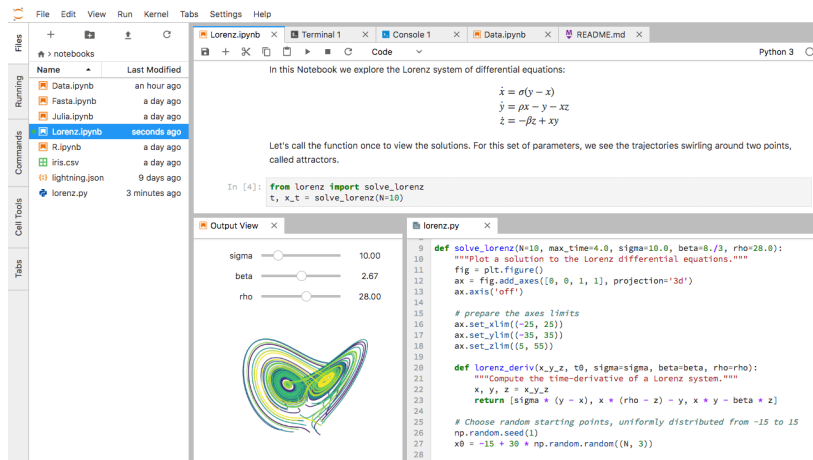 File Edit View Run Kernel Tabs Settings Help
Files
Running
Commands
Cell Tools
Tabs
> notebooks
Name Last Modified
Data.ipynb an hour ago
Fasta.ipynb a day ago
Julia.ipynb a day ago
Lorenz.ipynb seconds ago
R.ipynb a day ago
iris.csv a day ago
lightning.json 9 days ago
lorenz.py 3 minutes ago
Lorenz.ipynb Terminal 1 Console 1 Data.ipynb README.md
Code Python 3
In this Notebook we explore the Lorenz system of differential equations:
ẋ = σ(y − x)
ẏ = ρx − y − xz
ż = −βz + xy
Let's call the function once to view the solutions. For this set of parameters, we see the trajectories swirling around two points,
called attractors.
In [4]: from lorenz import solve_lorenz
t, x_t = solve_lorenz(N=10)
Output View
sigma 10.00
beta 2.67
rho 28.00
lorenz.py
9 def solve_lorenz(N=10, max_time=4.0, sigma=10.0, beta=8./3, rho=28.0):
10 """Plot a solution to the Lorenz differential equations."""
11 fig = plt.figure()
12 ax = fig.add_axes([0, 0, 1, 1], projection='3d')
13 ax.axis('off')
14
15 # prepare the axes limits
16 ax.set_xlim((-25, 25))
17 ax.set_ylim((-35, 35))
18 ax.set_zlim((5, 55))
19
20 def lorenz_deriv(x_y_z, t0, sigma=sigma, beta=beta, rho=rho):
21 """Compute the time-derivative of a Lorenz system."""
22 x, y, z = x_y_z
23 return [sigma * (y - x), x * (rho - z) - y, x * y - beta * z]
24
25 # Choose random starting points, uniformly distributed from -15 to 15
26 np.random.seed(1)
27 x0 = -15 + 30 * np.random.random((N, 3))
28